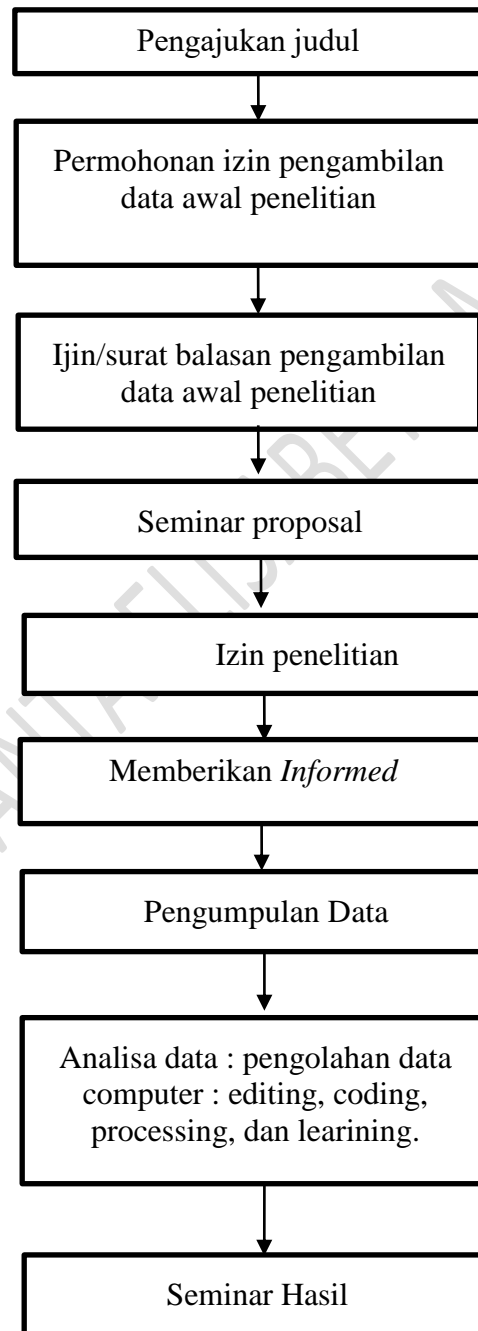 Pengajukan judul
Permohonan izin pengambilan
data awal penelitian
Ijin/surat balasan pengambilan
data awal penelitian
Seminar proposal
Izin penelitian
Memberikan Informed
Pengumpulan Data
Analisa data : pengolahan data
computer : editing, coding,
processing, dan learining.
Seminar Hasil